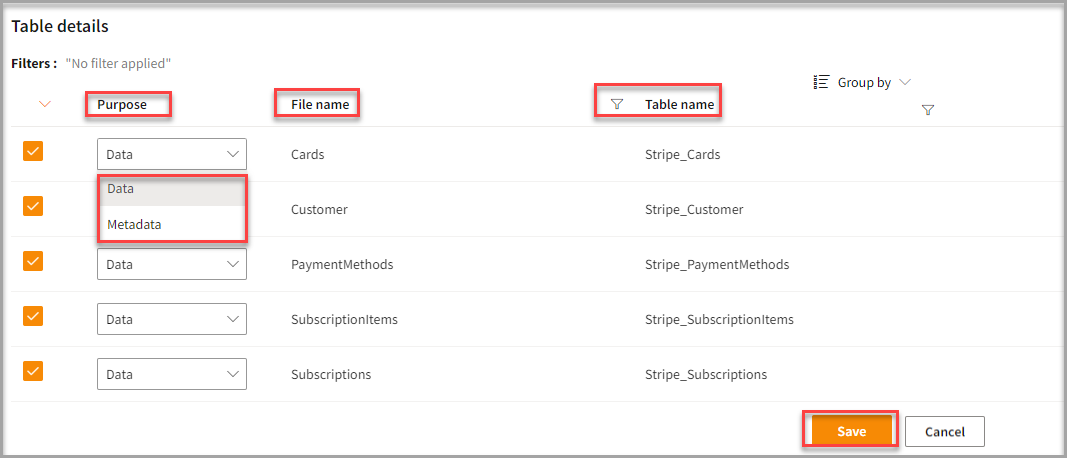 Table details
Filters : "No filter applied"
Group by
Purpose File name Table name
Data Cards Stripe_Cards
Data
Customer Stripe_Customer
Metadata
Data PaymentMethods Stripe_PaymentMethods
Data SubscriptionItems Stripe_SubscriptionItems
Data Subscriptions Stripe_Subscriptions
Save Cancel